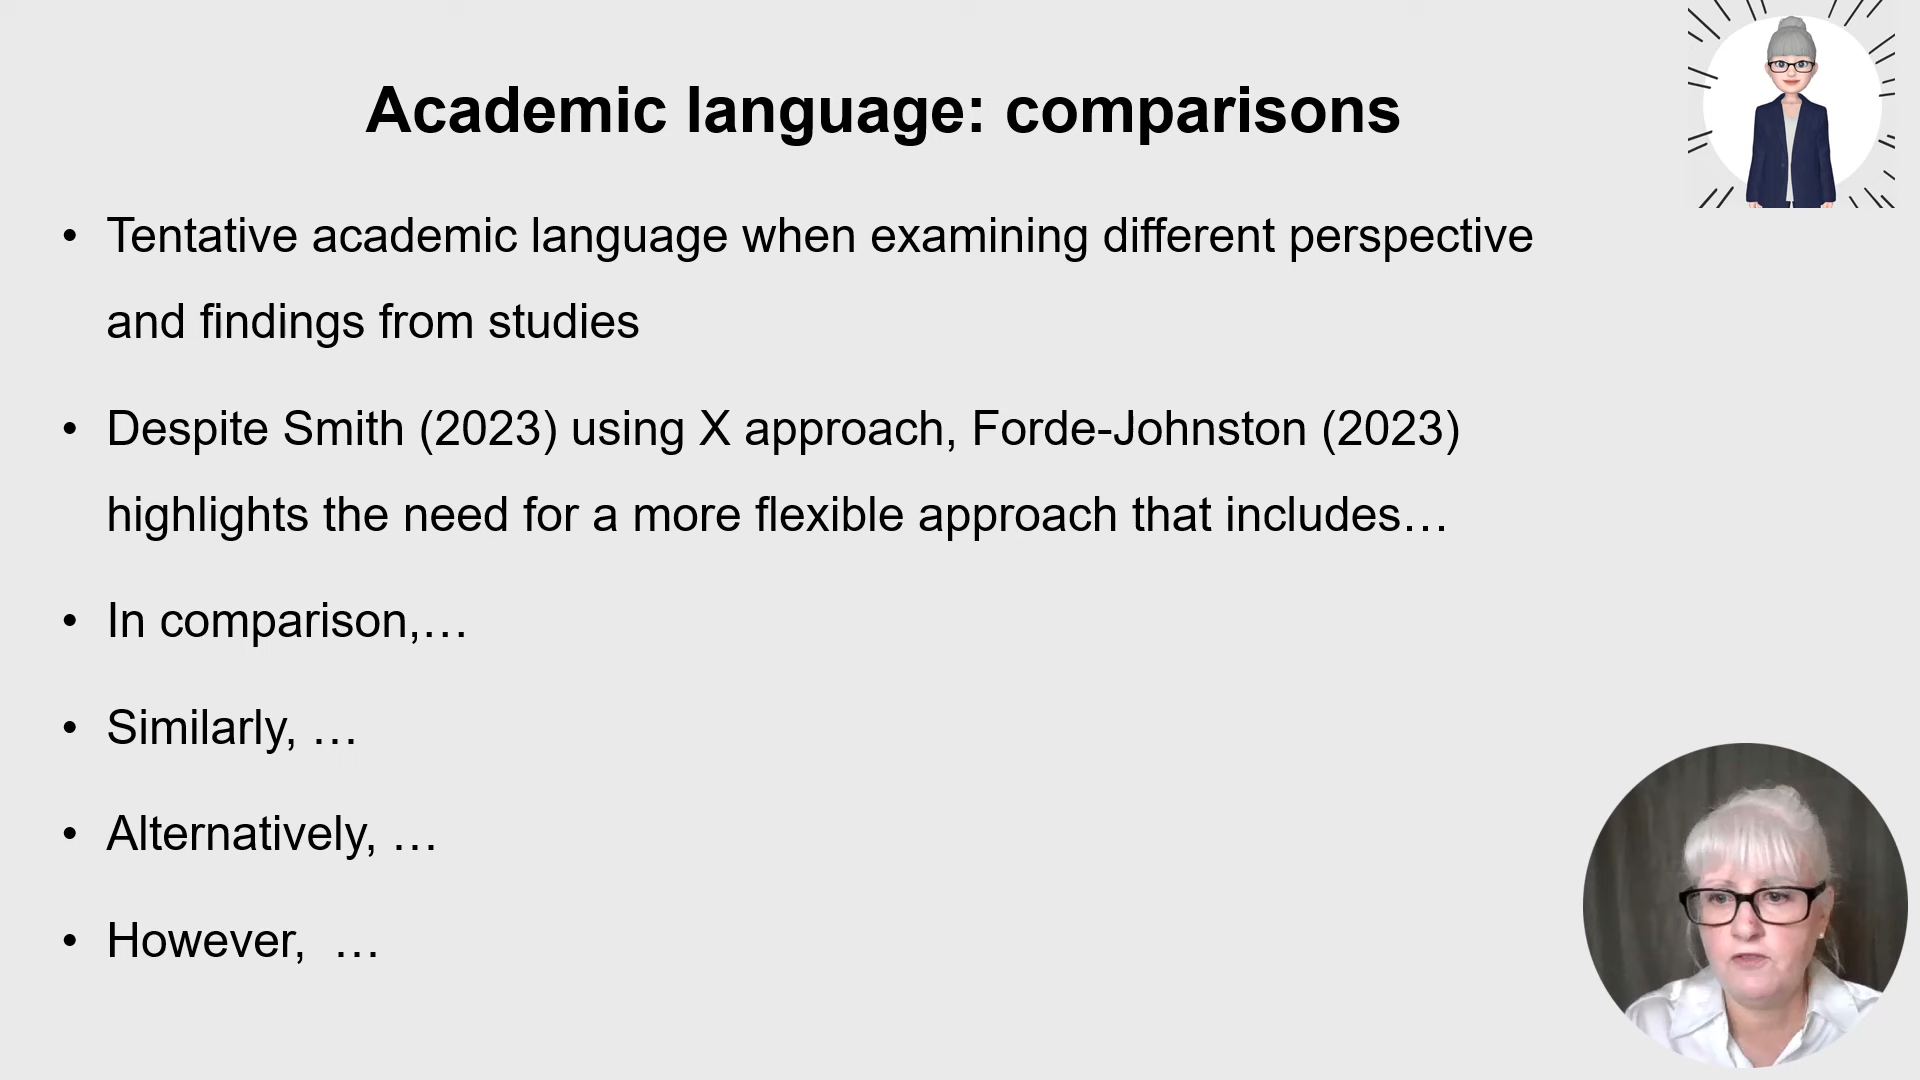 Academic language: comparisons
• Tentative academic language when examining different perspective
and findings from studies
• Despite Smith (2023) using X approach, Forde-Johnston (2023)
highlights the need for a more flexible approach that includes…
• In comparison,…
• Similarly, …
• Alternatively, …
• However,  …